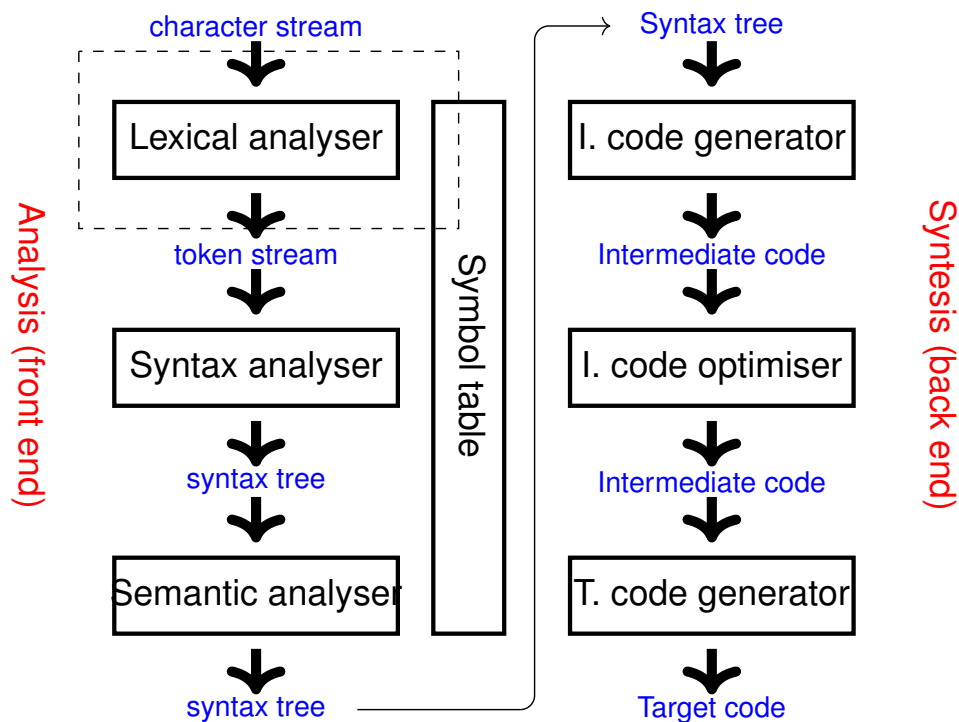 Analysis (front end)
character stream
Lexical analyser
token stream
Syntax analyser
syntax tree
Semantic analyser
syntax tree
Symbol table
Syntax tree
I. code generator
Intermediate code
I. code optimiser
Intermediate code
T. code generator
Target code
Syntesis (back end)